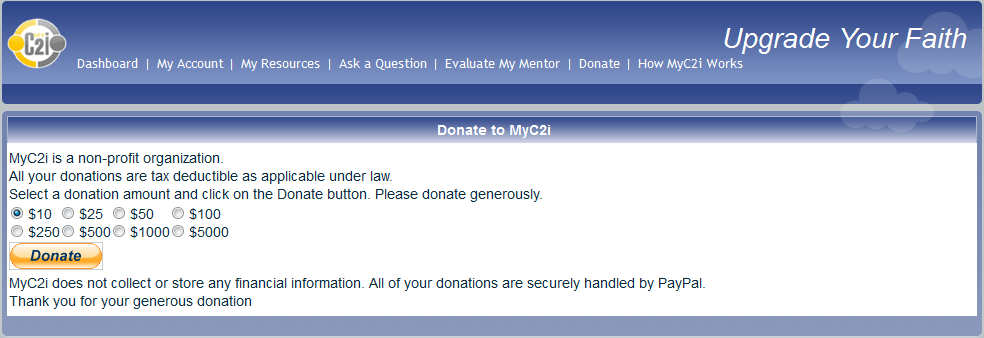 C2i
Upgrade Your Faith
Dashboard | My Account | My Resources | Ask a Question | Evaluate My Mentor | Donate | How MyC2i Works
Donate to MyC2i
MyC2i is a non-profit organization.
All your donations are tax deductible as applicable under law.
Select a donation amount and click on the Donate button. Please donate generously.
$10 $25 $50 $100
$250 $500 $1000 $5000
Donate
MyC2i does not collect or store any financial information. All of your donations are securely handled by PayPal.
Thank you for your generous donation